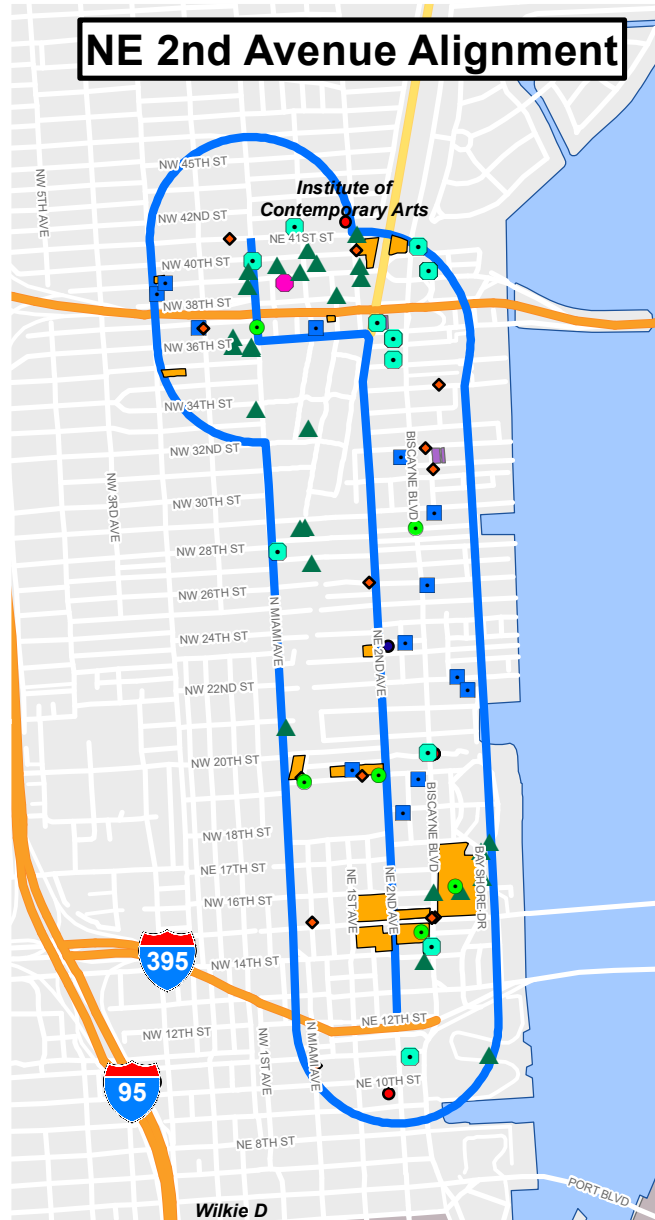 NE 2nd Avenue Alignment
NW 45TH ST
NW 5TH AVE
Institute of
Contemporary Arts
NW 42ND ST
NE 41ST ST
NW 40TH ST
NW 38TH ST
NW 36TH ST
NW 34TH ST
NW 32ND ST
BISCAYNE BLVD
NW 3RD AVE
NW 30TH ST
NW 28TH ST
NW 26TH ST
N MIAMI AVE
NW 24TH ST
NE 2ND AVE
NW 22ND ST
NW 20TH ST
BISCAYNE BLVD
NW 18TH ST
NE 17TH ST
BAYSHORE DR
NE 1ST AVE
NE 2ND AVE
NW 16TH ST
395
NW 14TH ST
NE 12TH ST
NW 12TH ST
NW 1ST AVE
N MIAMI AVE
95
NE 10TH ST
NE 8TH ST
PORT BLVD
Wilkie D